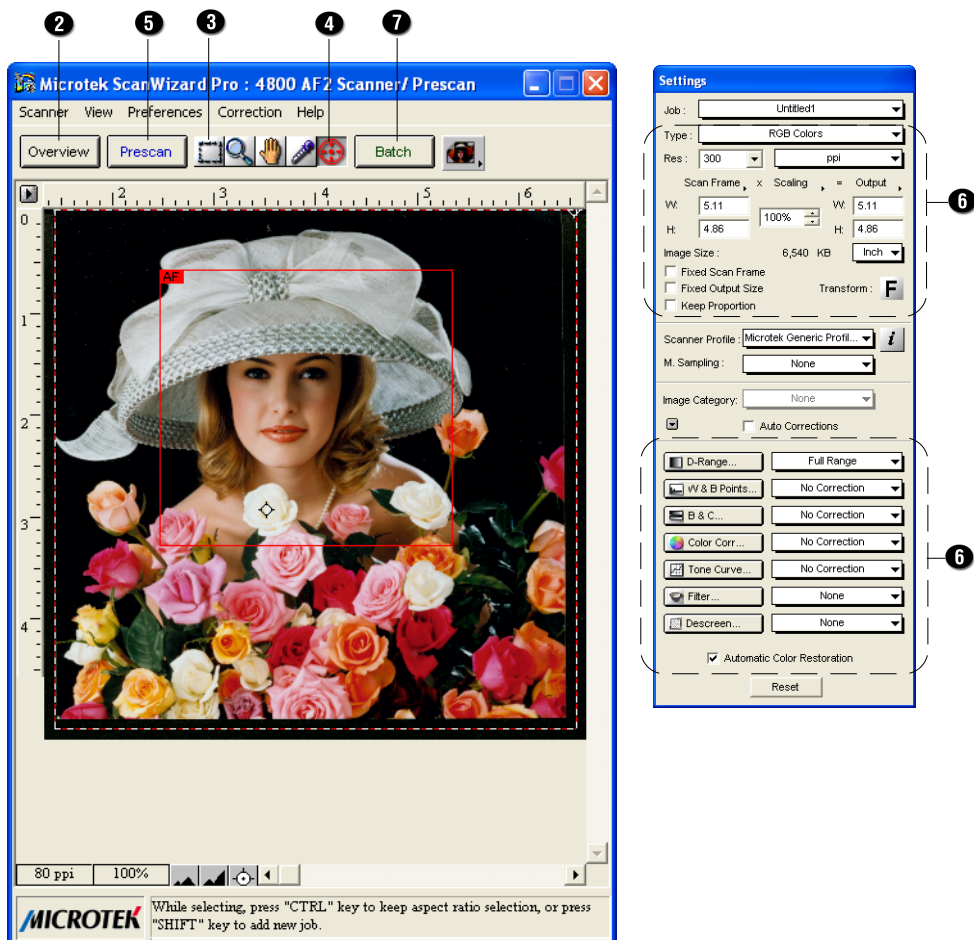 2 5 3 4 7
Microtek ScanWizard Pro : 4800 AF2 Scanner/ Prescan
Scanner View Preferences Correction Help
Overview Prescan Batch
2 3 4 5 6
0
AF
1
2
3
4
80 ppi 100%
MICROTEK
While selecting, press "CTRL" key to keep aspect ratio selection, or press
"SHIFT" key to add new job.
Settings
Job : Untitled1
Type : RGB Colors
Res : 300 ppi
Scan Frame x Scaling = Output
W: 5.11 100% W: 5.11
H: 4.86 H: 4.86
6
Image Size : 6,540 KB Inch
Fixed Scan Frame
Fixed Output Size Transform : F
Keep Proportion
Scanner Profile : Microtek Generic Profil... i
M. Sampling : None
Image Category: None
Auto Corrections
D-Range... Full Range
W & B Points... No Correction
B & C... No Correction
Color Corr... No Correction
6
Tone Curve... No Correction
Filter... None
Descreen... None
Automatic Color Restoration
Reset